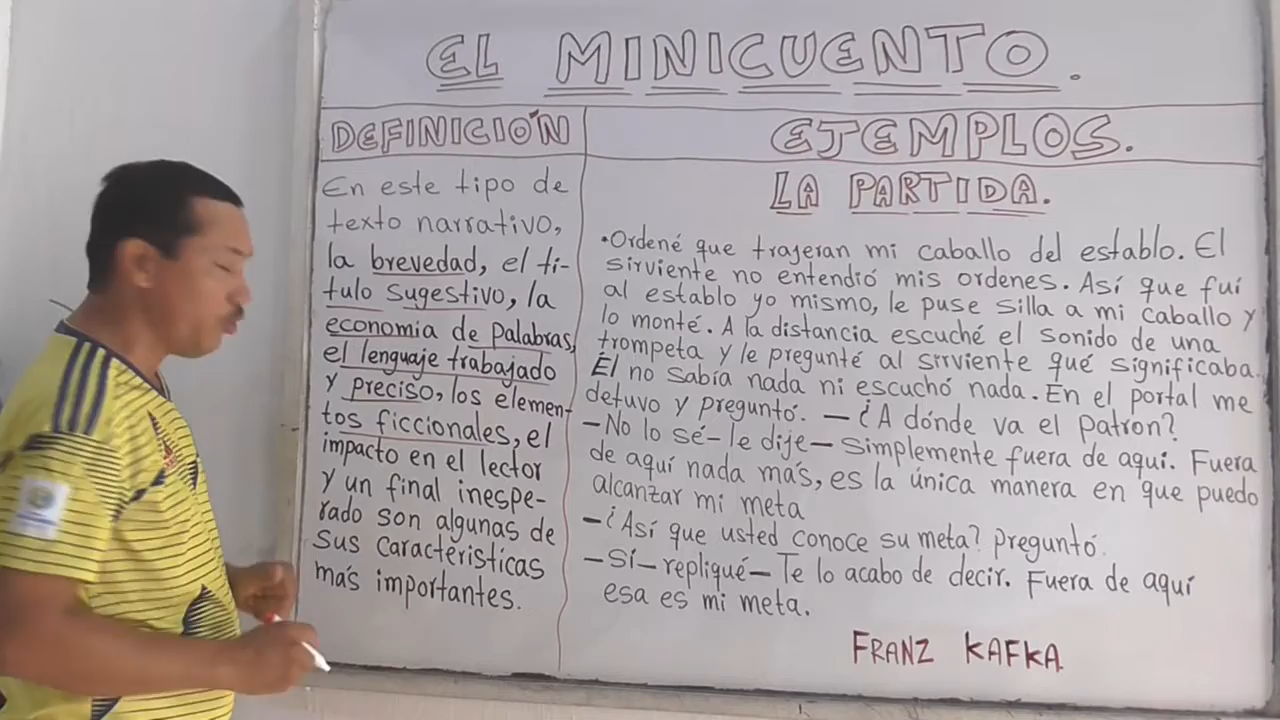 EL MINICUENTO.
DEFINICIÓN
En este tipo de
texto narrativo,
la brevedad, el tí-
tulo sugestivo, la
economia de palabras,
el lenguaje trabajado
y preciso, los elemen-
tos ficcionales, el
impacto en el lector
y un final inespe-
rado son algunas de
sus caracteristicas
más importantes.
EJEMPLOS.
LA PARTIDA.
•Ordené que trajeran mi caballo del establo. El
sirviente no entendió mis ordenes. Así que fuí
al establo yo mismo, le puse silla a mi caballo y
lo monté. A la distancia escuché el sonido de una
trompeta y le pregunté al sirviente qué significaba.
Él no sabía nada ni escuchó nada. En el portal me
detuvo y preguntó. – ¿A dónde va el patron?
– No lo sé – le dije – simplemente fuera de aquí. Fuera
de aquí nada más, es la única manera en que puedo
alcanzar mi meta
– ¿Así que usted conoce su meta? preguntó.
– Sí – repliqué – Te lo acabo de decir. Fuera de aquí
esa es mi meta.
FRANZ KAFKA